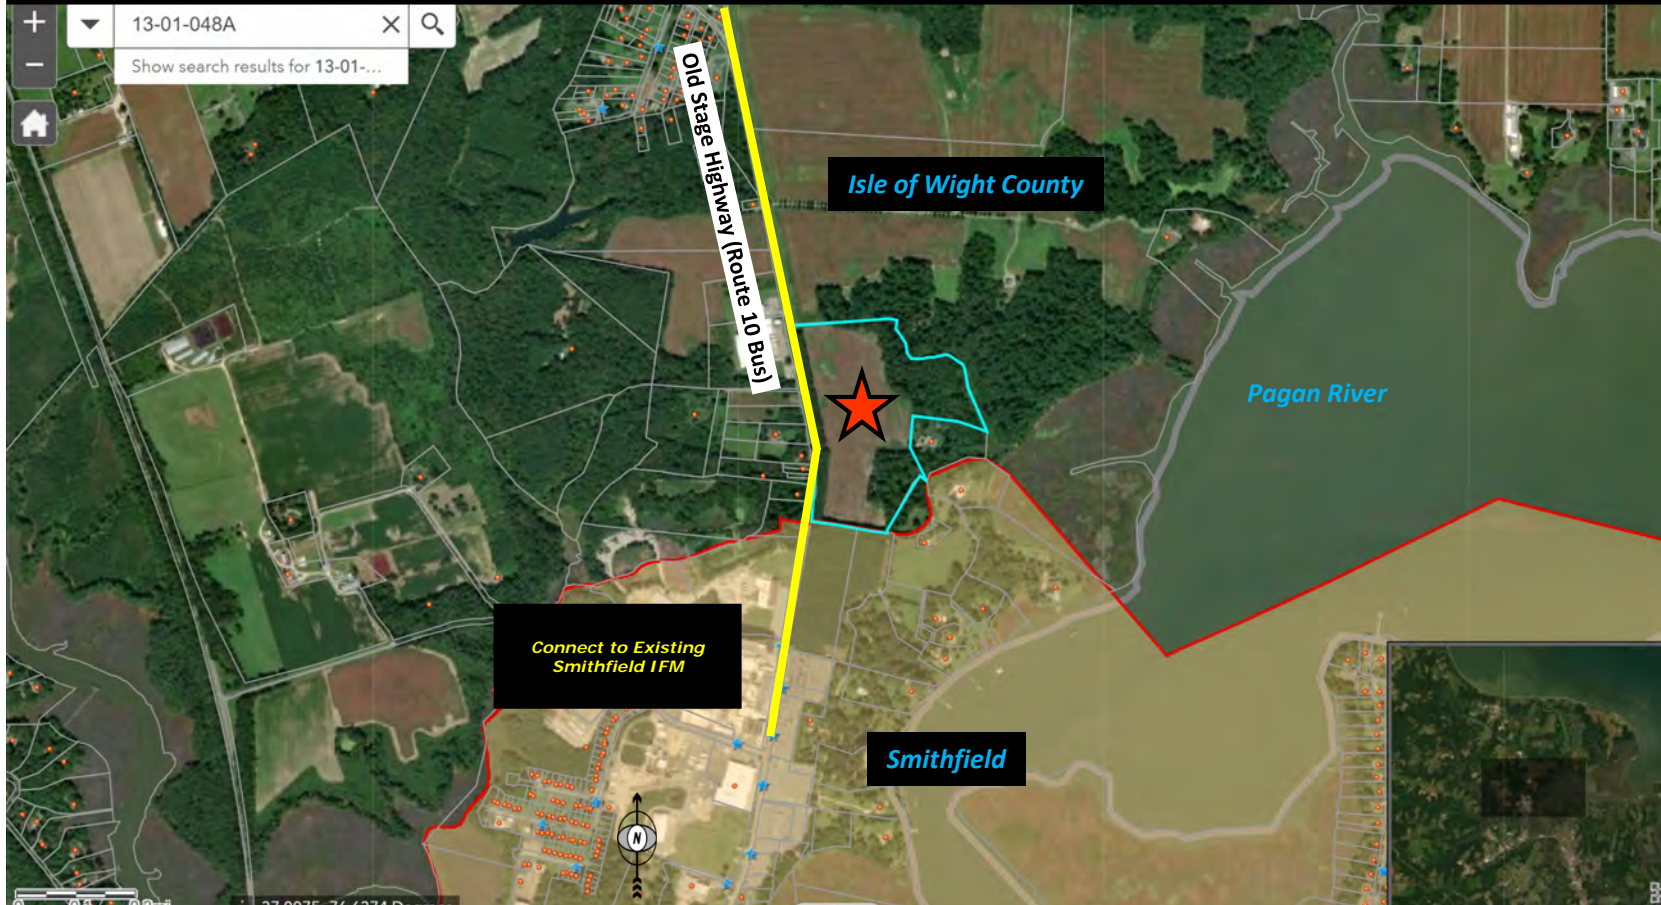 +
13-01-048A
Show search results for 13-01-...
−
Old Stage Highway (Route 10 Bus)
Isle of Wight County
Pagan River
Connect to Existing
Smithfield IFM
Smithfield
N